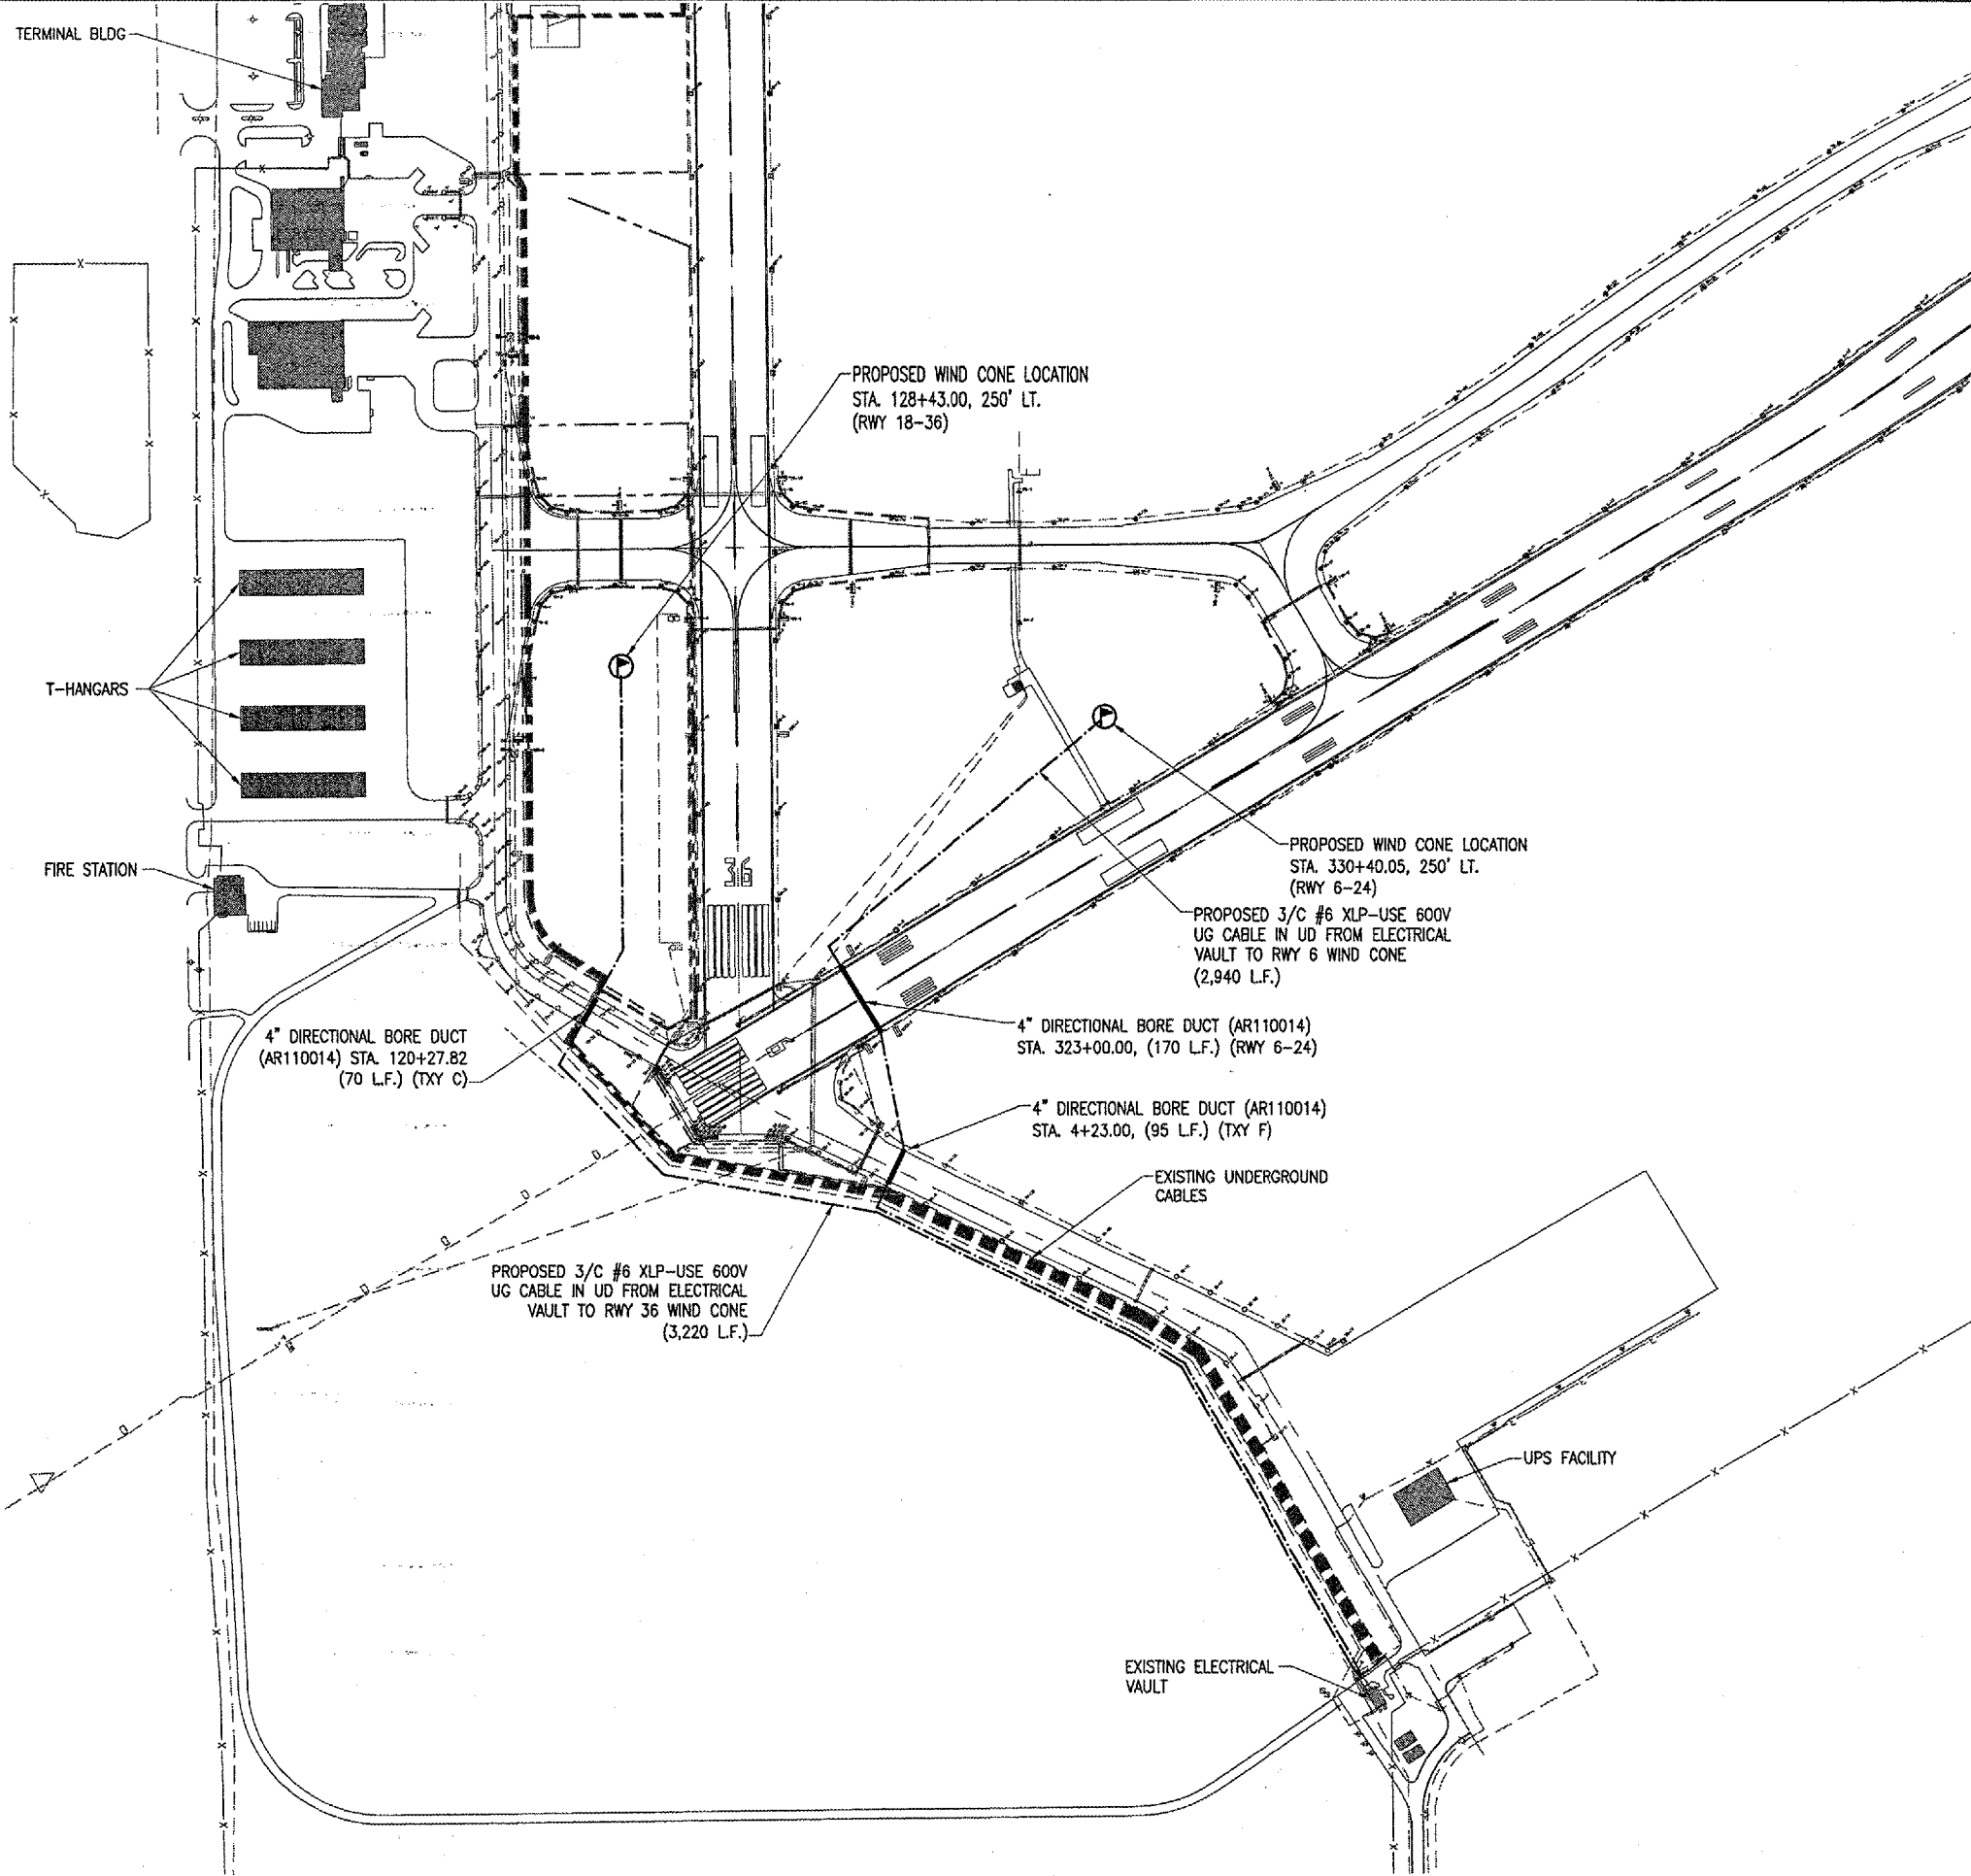 TERMINAL BLDG
PROPOSED WIND CONE LOCATION
STA. 128+43.00, 250' LT.
(RWY 18-36)
T-HANGARS
FIRE STATION
36
PROPOSED WIND CONE LOCATION
STA. 330+40.05, 250' LT.
(RWY 6-24)
PROPOSED 3/C #6 XLP-USE 600V
UG CABLE IN UD FROM ELECTRICAL
VAULT TO RWY 6 WIND CONE
(2,940 L.F.)
4" DIRECTIONAL BORE DUCT
(AR110014) STA. 120+27.82
(70 L.F.) (TXY C)
4" DIRECTIONAL BORE DUCT (AR110014)
STA. 323+00.00, (170 L.F.) (RWY 6-24)
6
4" DIRECTIONAL BORE DUCT (AR110014)
STA. 4+23.00, (95 L.F.) (TXY F)
EXISTING UNDERGROUND
CABLES
PROPOSED 3/C #6 XLP-USE 600V
UG CABLE IN UD FROM ELECTRICAL
VAULT TO RWY 36 WIND CONE
(3,220 L.F.)
UPS FACILITY
EXISTING ELECTRICAL
VAULT